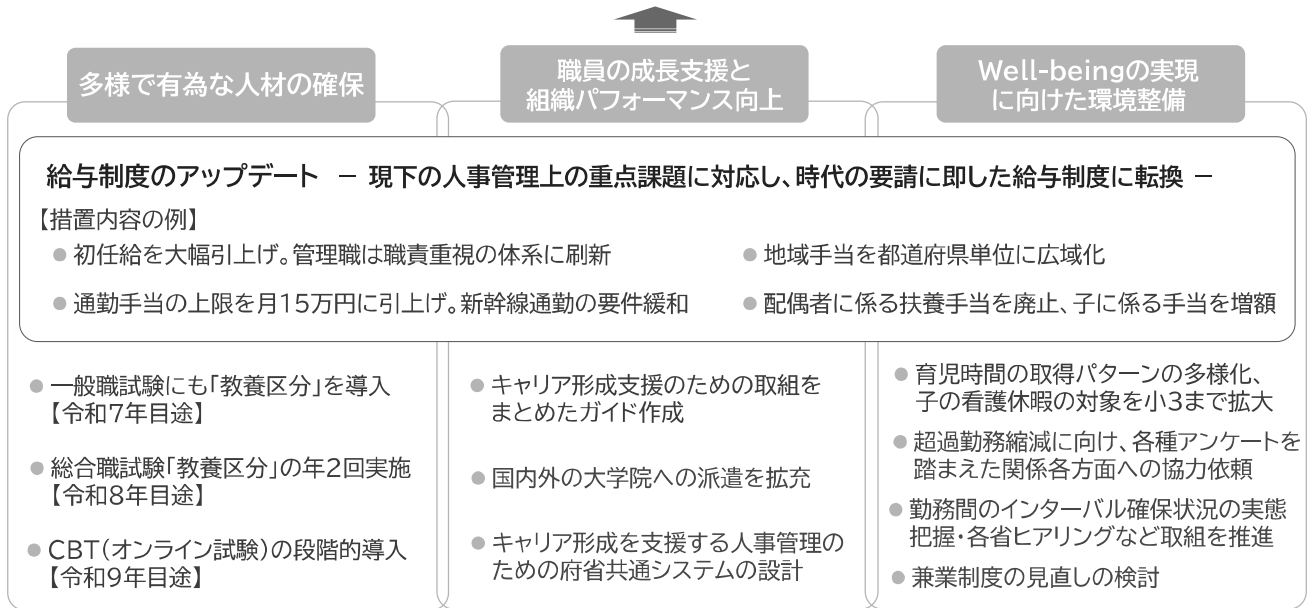 多様で有為な人材の確保
職員の成長支援と
組織パフォーマンス向上
Well-beingの実現
に向けた環境整備
給与制度のアップデート － 現下の人事管理上の重点課題に対応し、時代の要請に即した給与制度に転換 －
【措置内容の例】
● 初任給を大幅引上げ。管理職は職責重視の体系に刷新
● 地域手当を都道府県単位に広域化
● 通勤手当の上限を月15万円に引上げ。新幹線通勤の要件緩和
● 配偶者に係る扶養手当を廃止、子に係る手当を増額
● 一般職試験にも「教養区分」を導入
【令和7年目途】
● 総合職試験「教養区分」の年2回実施
【令和8年目途】
● CBT(オンライン試験)の段階的導入
【令和9年目途】
● キャリア形成支援のための取組を
まとめたガイド作成
● 国内外の大学院への派遣を拡充
● キャリア形成を支援する人事管理の
ための府省共通システムの設計
● 育児時間の取得パターンの多様化、
子の看護休暇の対象を小3まで拡大
● 超過勤務縮減に向け、各種アンケートを
踏まえた関係各方面への協力依頼
● 勤務間のインターバル確保状況の実態
把握・各省ヒアリングなど取組を推進
● 兼業制度の見直しの検討